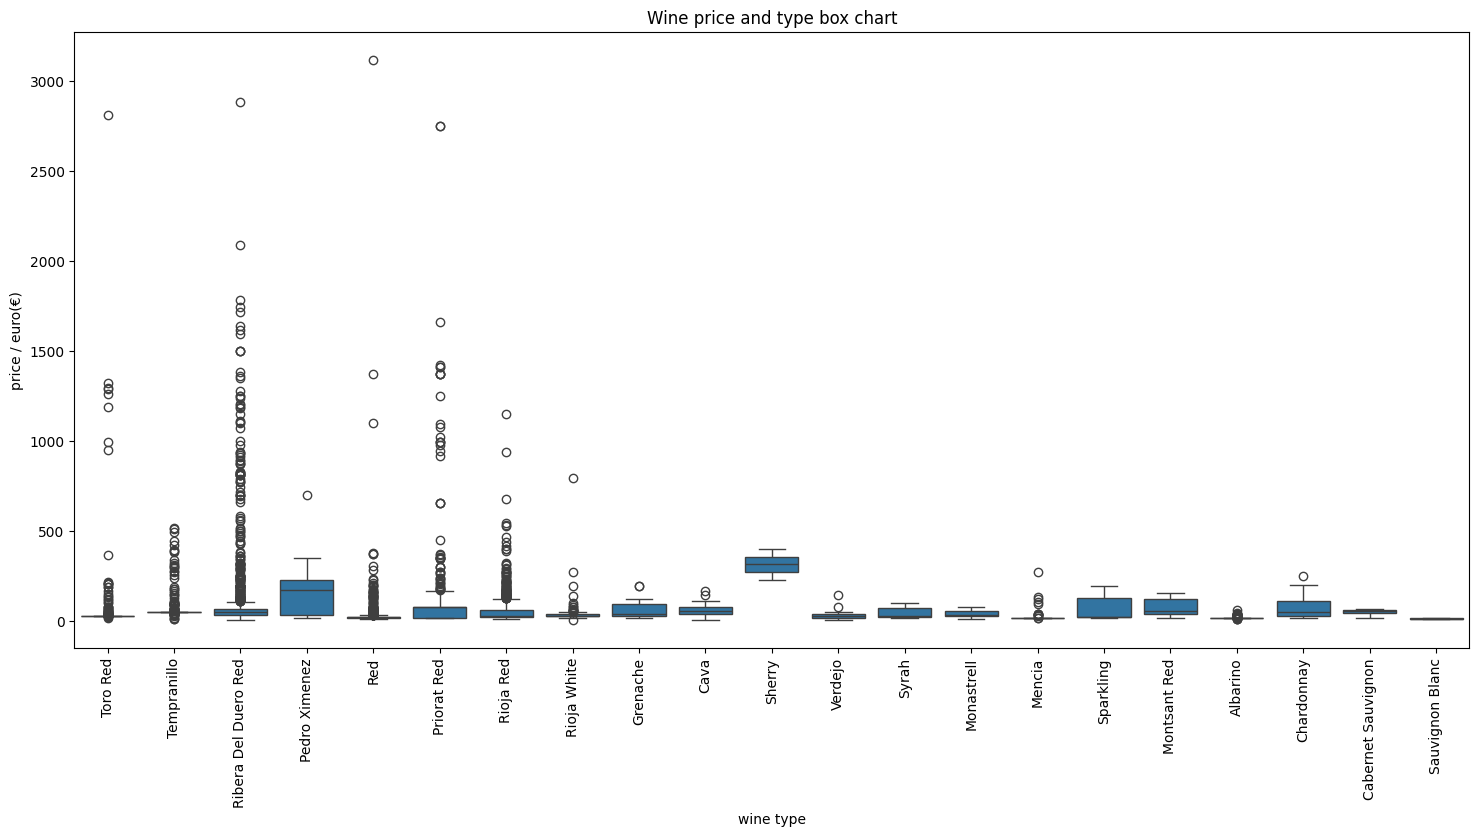 Wine price and type box chart
3000
2500
2000
1500
1000
500
0
price / euro(€)
Toro Red
Tempranillo
Ribera Del Duero Red
Pedro Ximenez
Red
Priorat Red
Rioja Red
Rioja White
Grenache
Cava
Sherry
Verdejo
Syrah
Monastrell
Mencia
Sparkling
Montsant Red
Albarino
Chardonnay
Cabernet Sauvignon
Sauvignon Blanc
wine type